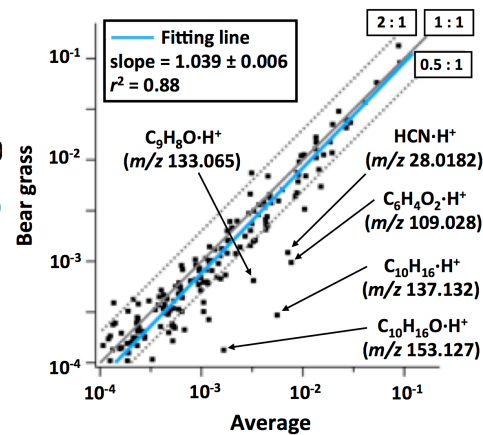 2 : 1
1 : 1
0.5 : 1
Fitting line
slope = 1.039 ± 0.006
r² = 0.88
C₉H₈O·H⁺
(m/z 133.065)
HCN·H⁺
(m/z 28.0182)
C₆H₄O₂·H⁺
(m/z 109.028)
C₁₀H₁₆·H⁺
(m/z 137.132)
C₁₀H₁₆O·H⁺
(m/z 153.127)
Bear grass
10⁻¹
10⁻²
10⁻³
10⁻⁴
10⁻⁴
10⁻³
10⁻²
10⁻¹
Average